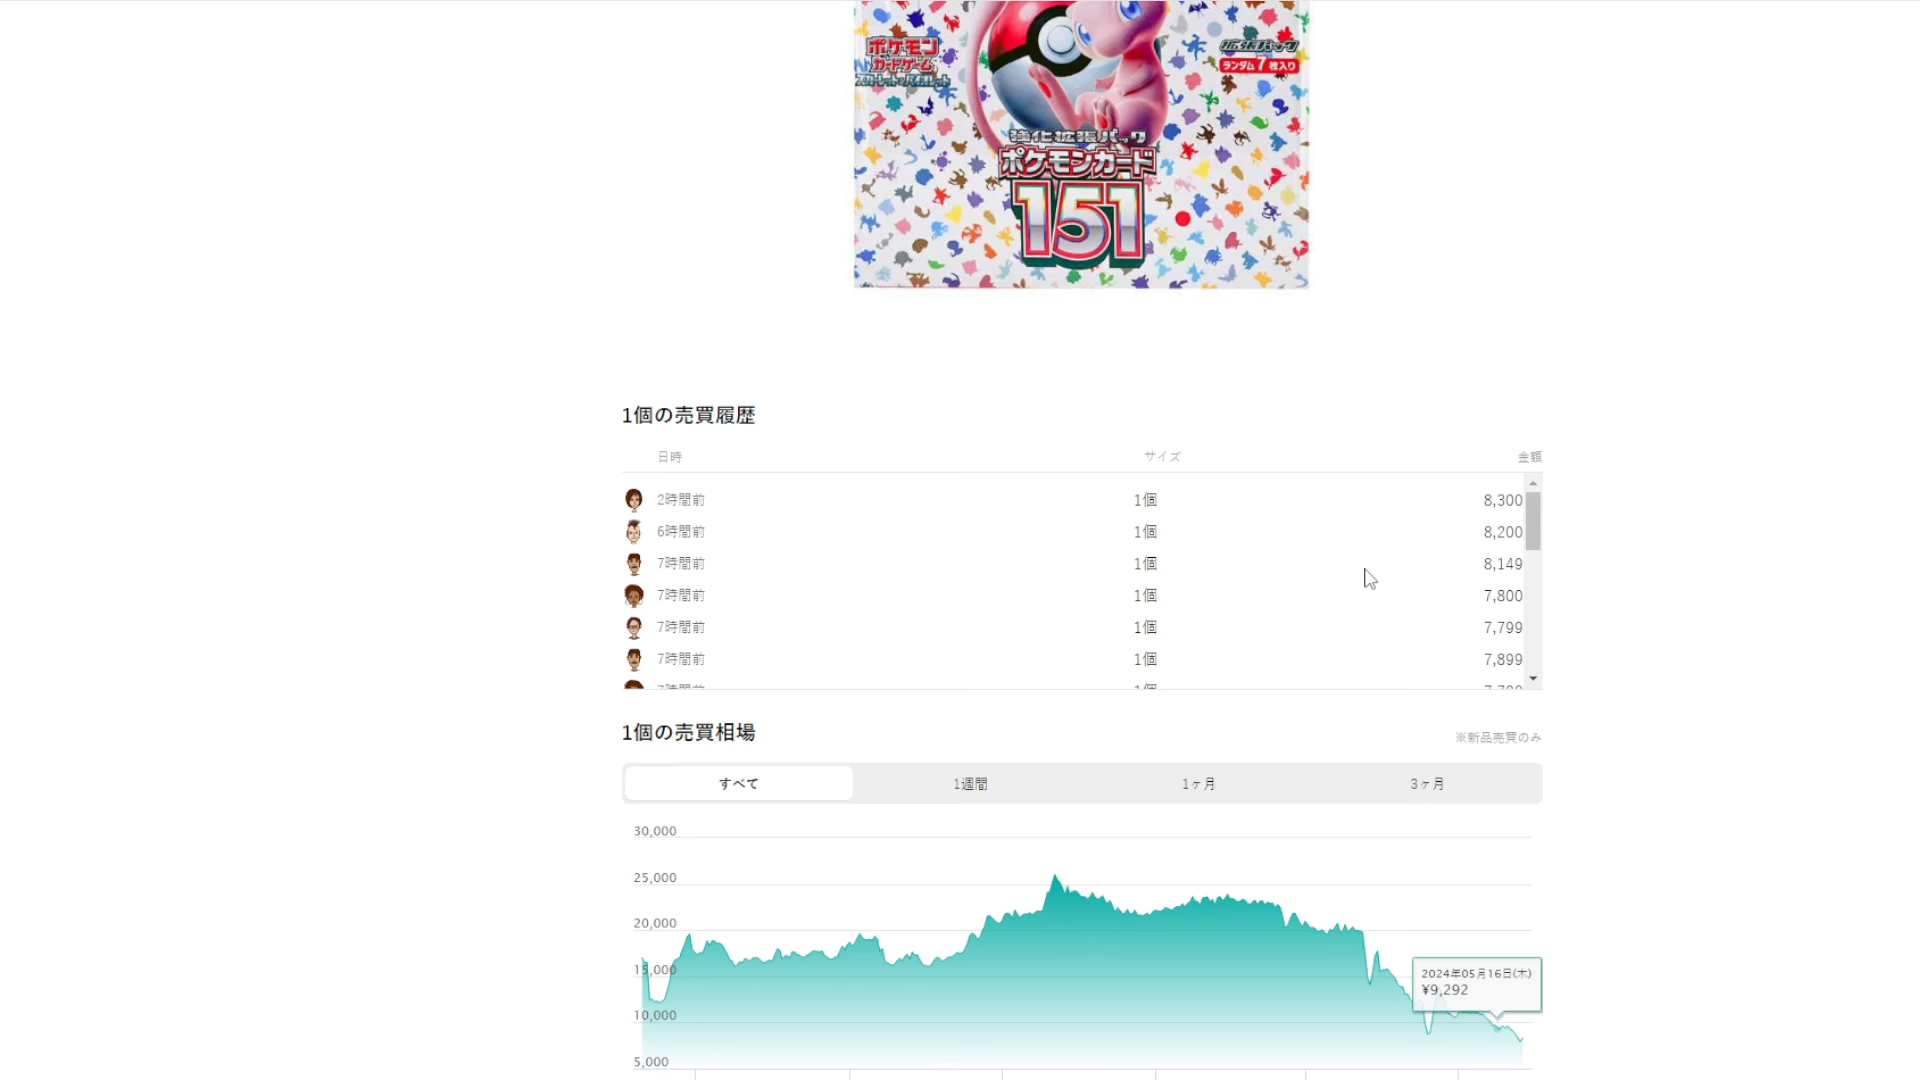 ポケモン
カードゲーム
スカーレット&バイオレット
拡張パック
ランダム7枚入り
強化拡張パック
ポケモンカード
151
1個の売買履歴
日時 サイズ 金額
2時間前 1個 8,300
6時間前 1個 8,200
7時間前 1個 8,149
7時間前 1個 7,800
7時間前 1個 7,799
7時間前 1個 7,899
1個の売買相場
※新品売買のみ
すべて 1週間 1ヶ月 3ヶ月
30,000
25,000
20,000
15,000
10,000
5,000
2024年05月16日(木)
¥9,292